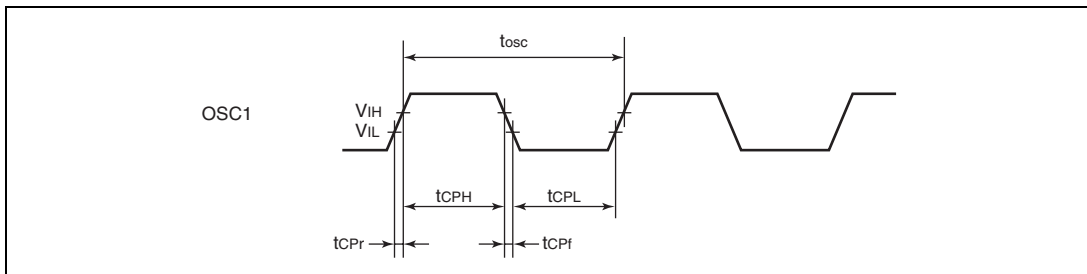 tosc
OSC1
VIH
VIL
tCPH
tCPL
tCPr
tCPf